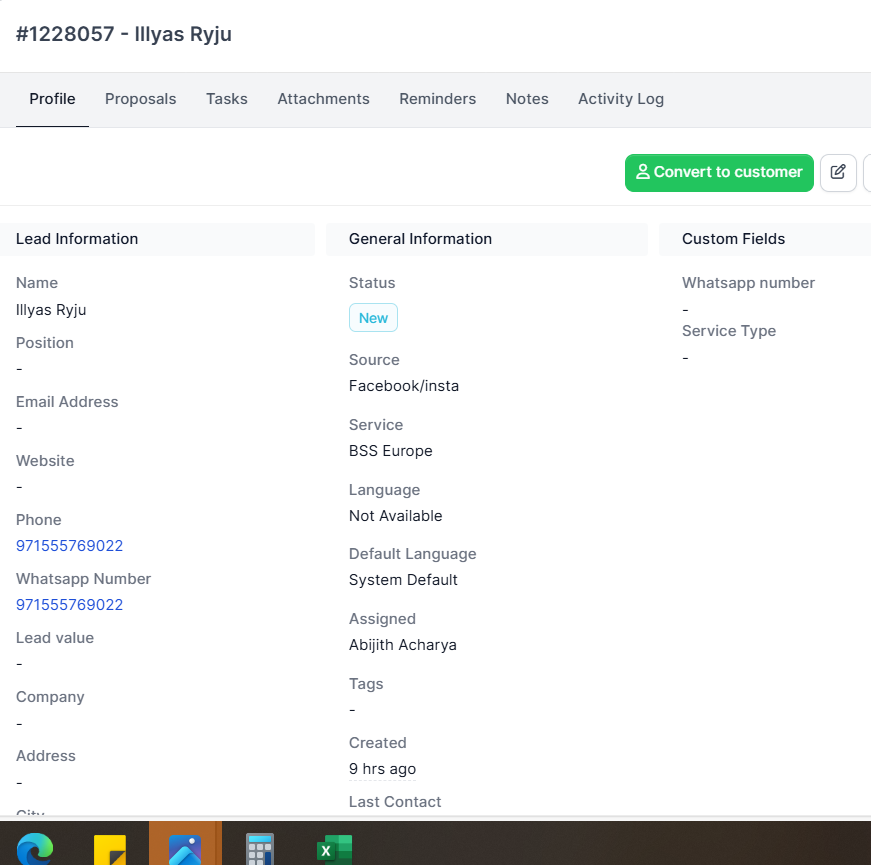 #1228057 - Illyas Ryju
Profile Proposals Tasks Attachments Reminders Notes Activity Log
Convert to customer
Lead Information
Name
Illyas Ryju
Position
-
Email Address
-
Website
-
Phone
971555769022
Whatsapp Number
971555769022
Lead value
-
Company
-
Address
-
City
General Information
Status
New
Source
Facebook/insta
Service
BSS Europe
Language
Not Available
Default Language
System Default
Assigned
Abijith Acharya
Tags
-
Created
9 hrs ago
Last Contact
Custom Fields
Whatsapp number
-
Service Type
-
X